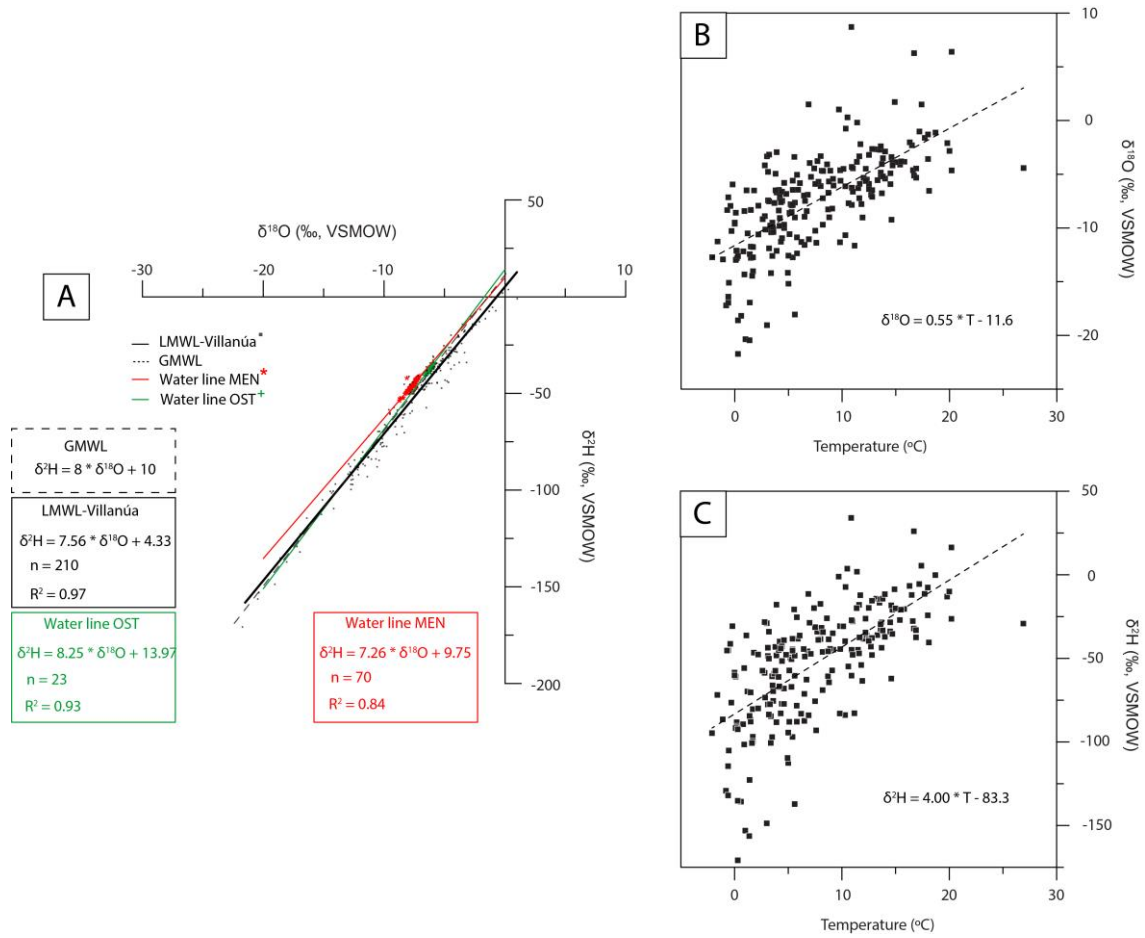 A
δ¹⁸O (‰, VSMOW)
-30
-20
-10
10
50
-50
-100
-150
-200
δ²H (‰, VSMOW)
LMWL-Villanúa
GMWL
Water line MEN*
Water line OST+
GMWL
δ²H = 8 * δ¹⁸O + 10
LMWL-Villanúa
δ²H = 7.56 * δ¹⁸O + 4.33
n = 210
R² = 0.97
Water line OST
δ²H = 8.25 * δ¹⁸O + 13.97
n = 23
R² = 0.93
Water line MEN
δ²H = 7.26 * δ¹⁸O + 9.75
n = 70
R² = 0.84
B
10
0
-10
-20
δ¹⁸O (‰, VSMOW)
δ¹⁸O = 0.55 * T - 11.6
0
10
20
30
Temperature (ºC)
C
50
0
-50
-100
-150
δ²H (‰, VSMOW)
δ²H = 4.00 * T - 83.3
0
10
20
30
Temperature (ºC)